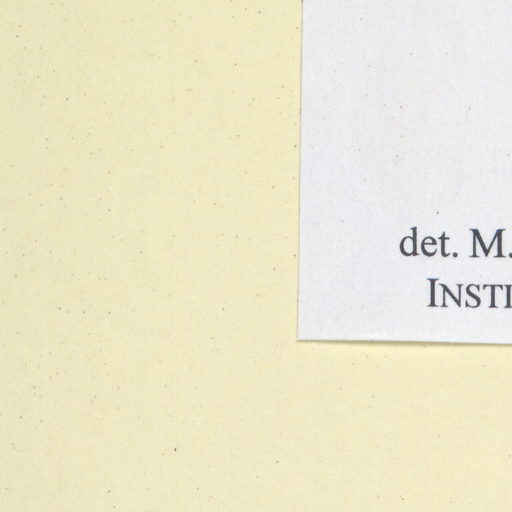 det. M.
INSTI